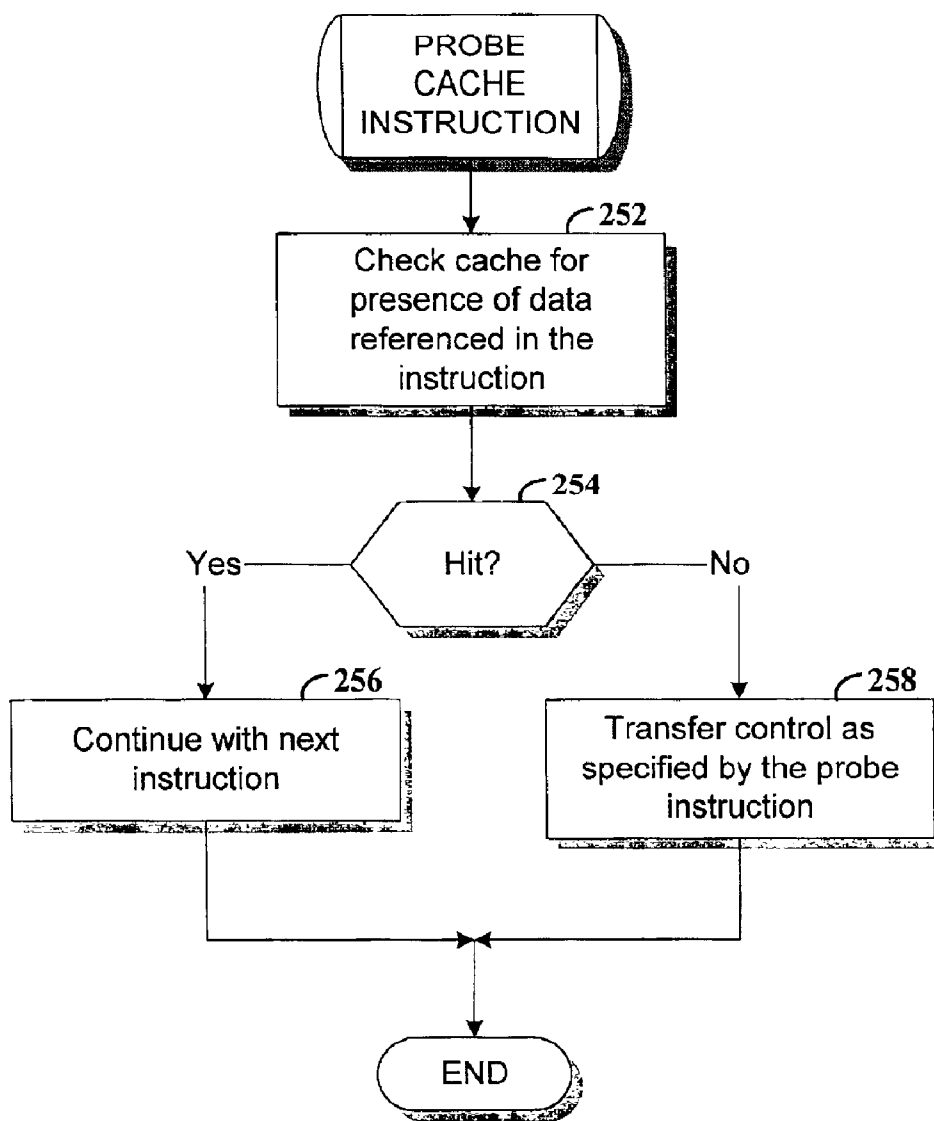 PROBE
CACHE
INSTRUCTION
252
Check cache for
presence of data
referenced in the
instruction
254
Yes
Hit?
No
256
Continue with next
instruction
258
Transfer control as
specified by the probe
instruction
END